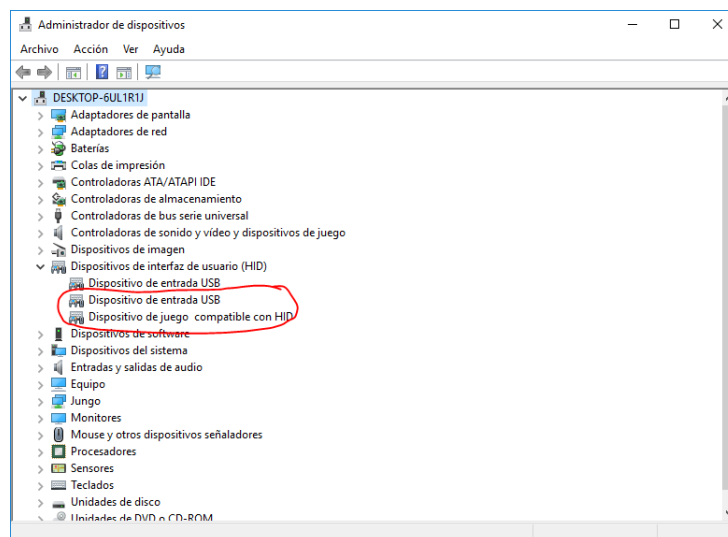 Administrador de dispositivos
Archivo Acción Ver Ayuda
DESKTOP-6UL1R1J
Adaptadores de pantalla
Adaptadores de red
Baterías
Colas de impresión
Controladoras ATA/ATAPI IDE
Controladoras de almacenamiento
Controladoras de bus serie universal
Controladoras de sonido y vídeo y dispositivos de juego
Dispositivos de imagen
Dispositivos de interfaz de usuario (HID)
Dispositivo de entrada USB
Dispositivo de entrada USB
Dispositivo de juego compatible con HID
Dispositivos de software
Dispositivos del sistema
Entradas y salidas de audio
Equipo
Jungo
Monitores
Mouse y otros dispositivos señaladores
Procesadores
Sensores
Teclados
Unidades de disco
Unidades de DVD o CD-ROM